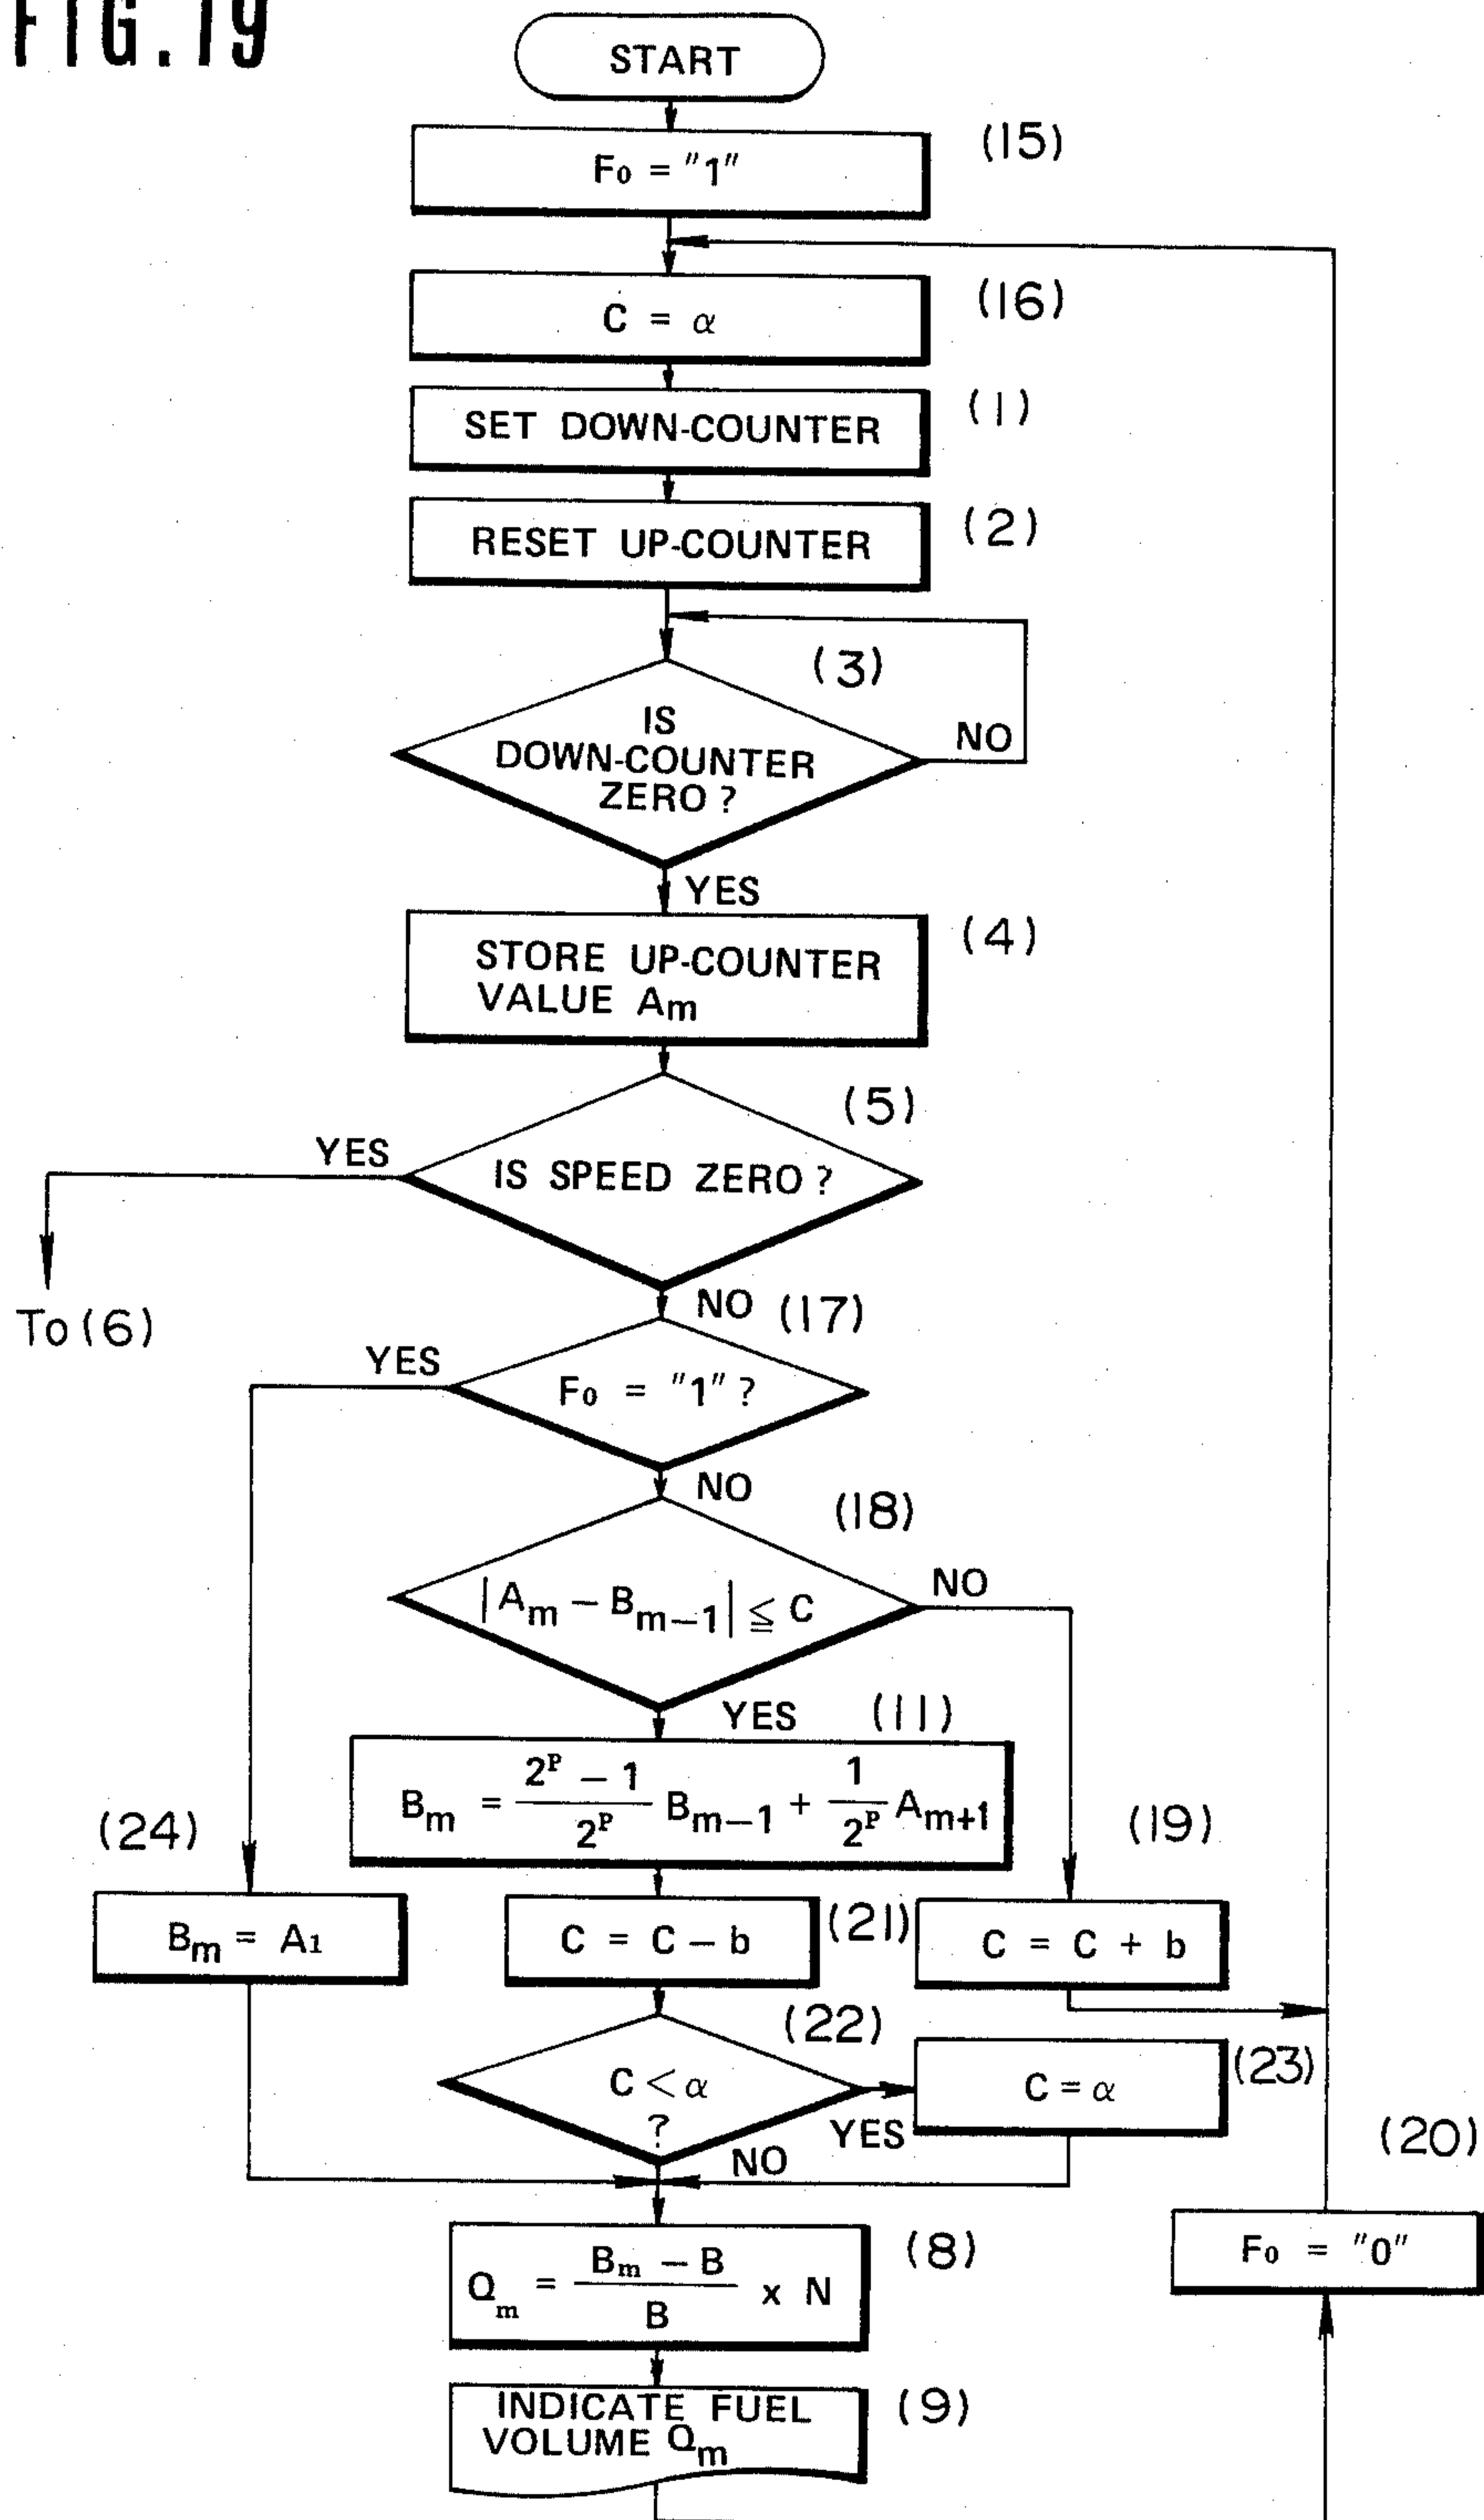 FIG.19
START
F0 = "1"
(15)
C = α
(16)
SET DOWN-COUNTER
(1)
RESET UP-COUNTER
(2)
(3)
IS
DOWN-COUNTER
ZERO ?
NO
YES
STORE UP-COUNTER
VALUE Am
(4)
(5)
YES
IS SPEED ZERO ?
To (6)
NO
(17)
YES
F0 = "1" ?
NO
(18)
|Am − Bm−1| ≦ C
NO
YES
(11)
Bm = (2^P − 1)/2^P Bm−1 + 1/2^P Am+1
(24)
(19)
Bm = A1
C = C − b
(21)
C = C + b
(22)
C < α
?
YES
C = α
(23)
NO
(20)
F0 = "0"
Qm = (Bm − B)/B x N
(8)
INDICATE FUEL
VOLUME Qm
(9)